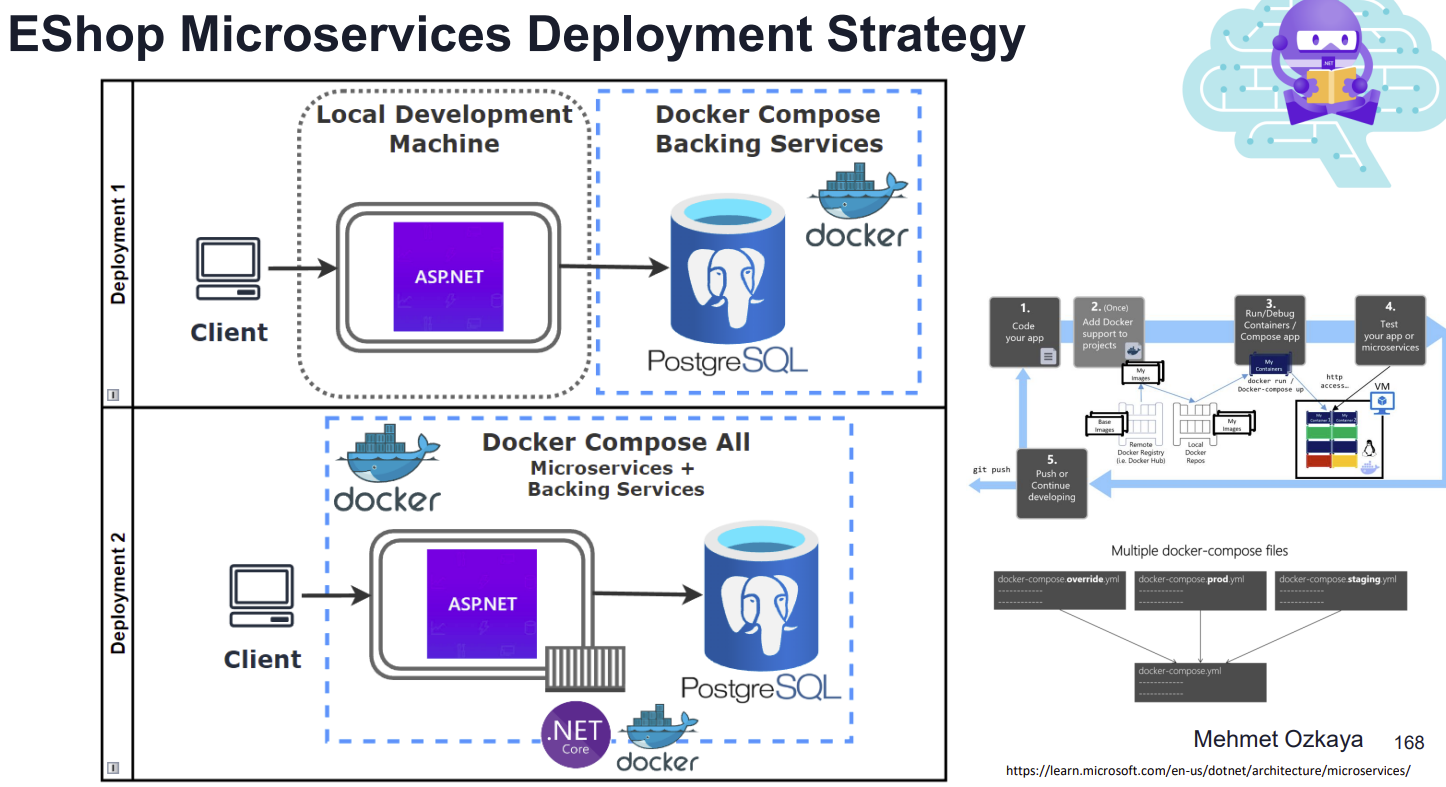 EShop Microservices Deployment Strategy
.NET
Deployment 1
Local Development
Machine
Docker Compose
Backing Services
docker
ASP.NET
Client
PostgreSQL
Deployment 2
Docker Compose All
Microservices +
Backing Services
docker
ASP.NET
Client
PostgreSQL
.NET
Core
docker
1.
Code
your app
2. (Once)
Add Docker
support to
projects
3.
Run/Debug
Containers /
Compose app
4.
Test
your app or
microservices
My
Images
My
Containers
docker run /
Docker-compose up
http
access…
VM
Base
Images
Remote
Docker Registry
(i.e. Docker Hub)
Local
Docker
Repos
My
Images
My
Container 1
My
Container 2
5.
Push or
Continue
developing
git push
Multiple docker-compose files
docker-compose.override.yml
------------
------------
docker-compose.prod.yml
------------
------------
docker-compose.staging.yml
------------
------------
docker-compose.yml
------------
------------
Mehmet Ozkaya
168
https://learn.microsoft.com/en-us/dotnet/architecture/microservices/